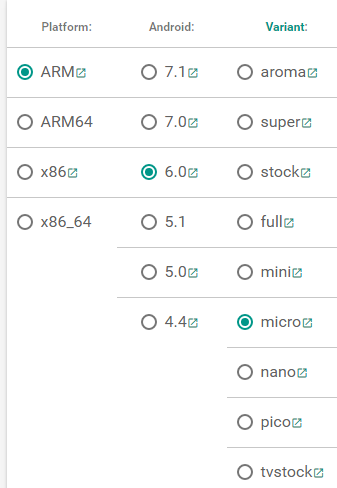 Platform: Android: Variant:
ARM 7.1 aroma
ARM64 7.0 super
x86 6.0 stock
x86_64 5.1 full
5.0 mini
4.4 micro
nano
pico
tvstock